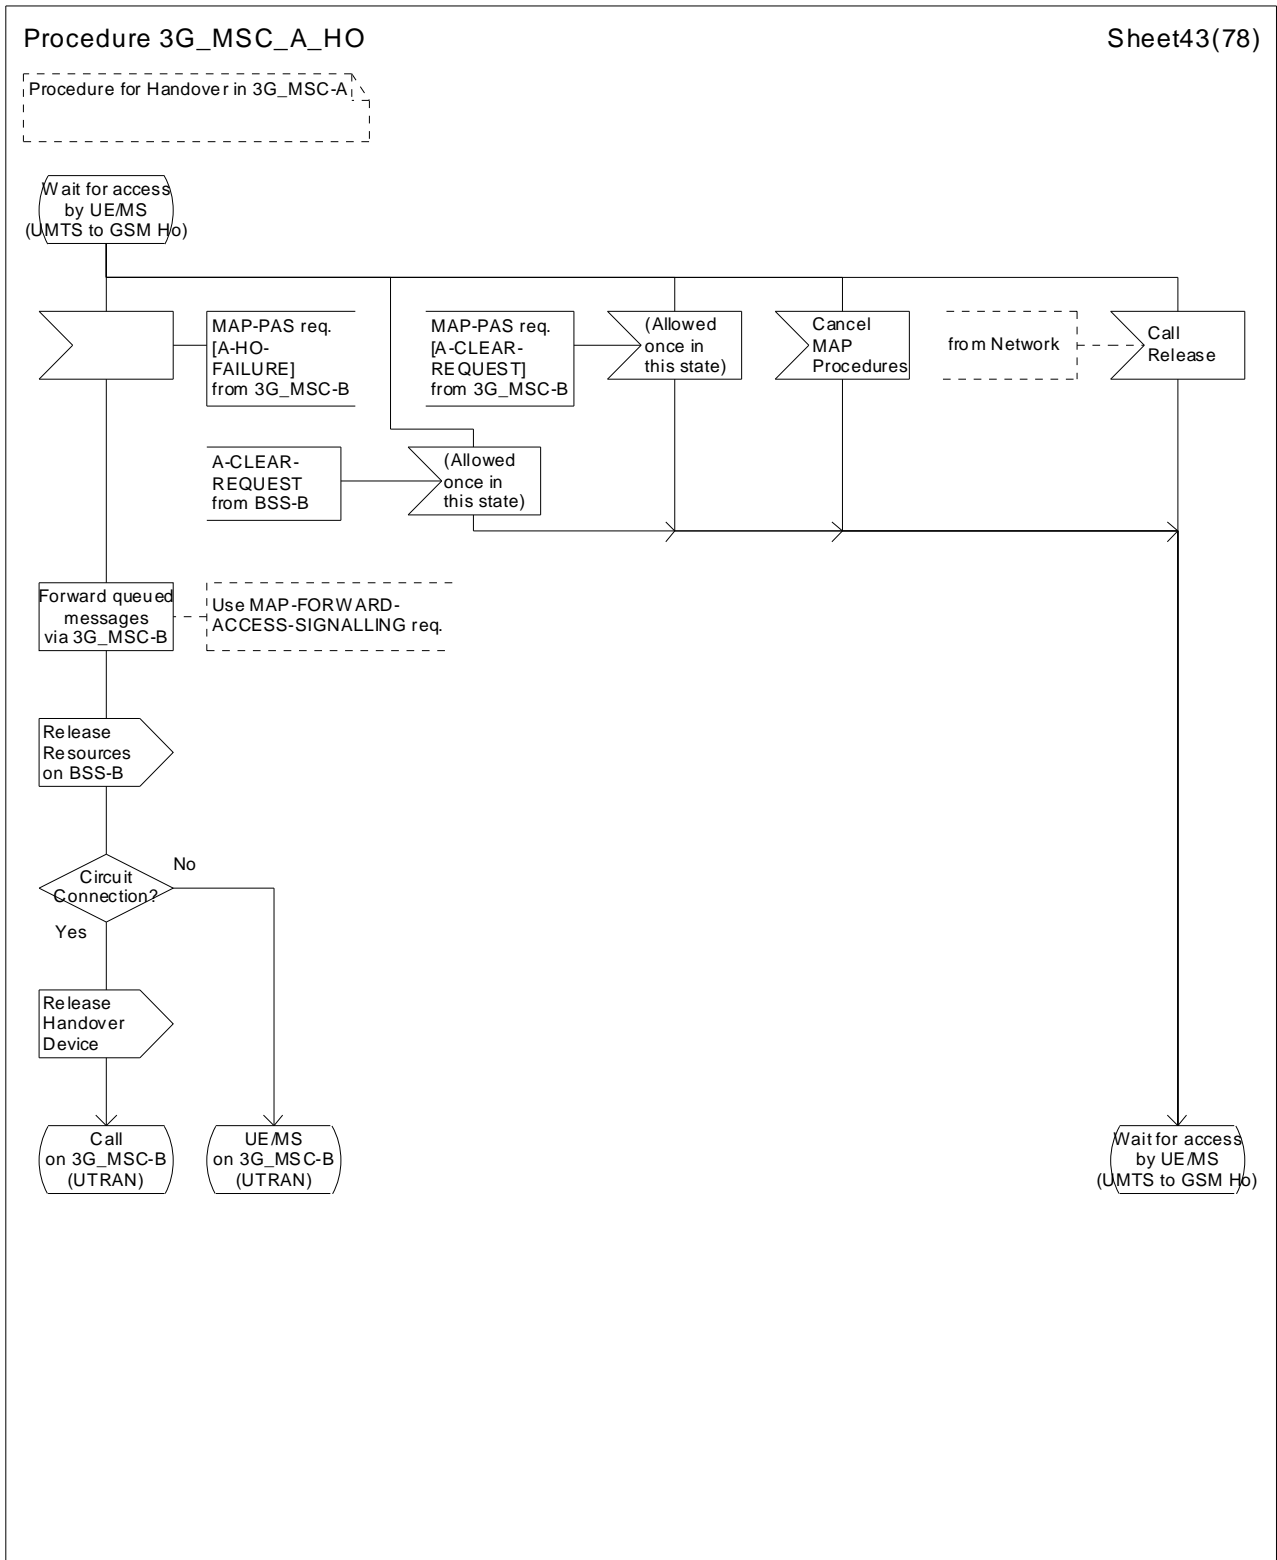 Procedure 3G_MSC_A_HO
Sheet43(78)
Procedure for Handover in 3G_MSC-A
Wait for access
by UE/MS
(UMTS to GSM Ho)
MAP-PAS req.
[A-HO-
FAILURE]
from 3G_MSC-B
MAP-PAS req.
[A-CLEAR-
REQUEST]
from 3G_MSC-B
(Allowed
once in
this state)
Cancel
MAP
Procedures
from Network
Call
Release
A-CLEAR-
REQUEST
from BSS-B
(Allowed
once in
this state)
Forward queued
messages
via 3G_MSC-B
Use MAP-FORWARD-
ACCESS-SIGNALLING req.
Release
Resources
on BSS-B
Circuit
Connection?
No
Yes
Release
Handover
Device
Call
on 3G_MSC-B
(UTRAN)
UE/MS
on 3G_MSC-B
(UTRAN)
Wait for access
by UE/MS
(UMTS to GSM Ho)